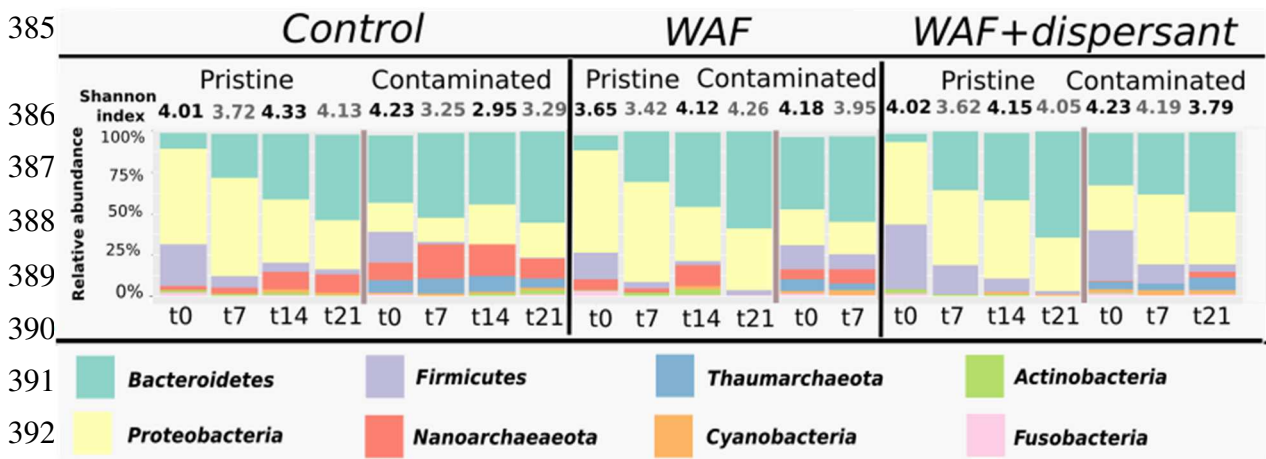 385
Control WAF WAF+dispersant
Pristine Contaminated Pristine Contaminated Pristine Contaminated
386
Shannon index 4.01 3.72 4.33 4.13 4.23 3.25 2.95 3.29 3.65 3.42 4.12 4.26 4.18 3.95 4.02 3.62 4.15 4.05 4.23 4.19 3.79
Relative abundance
100%
387
75%
388
50%
25%
389
0%
t0 t7 t14 t21 t0 t7 t14 t21 t0 t7 t14 t21 t0 t7 t0 t7 t14 t21 t0 t7 t21
390
391
Bacteroidetes Firmicutes Thaumarchaeota Actinobacteria
392
Proteobacteria Nanoarchaeaeota Cyanobacteria Fusobacteria